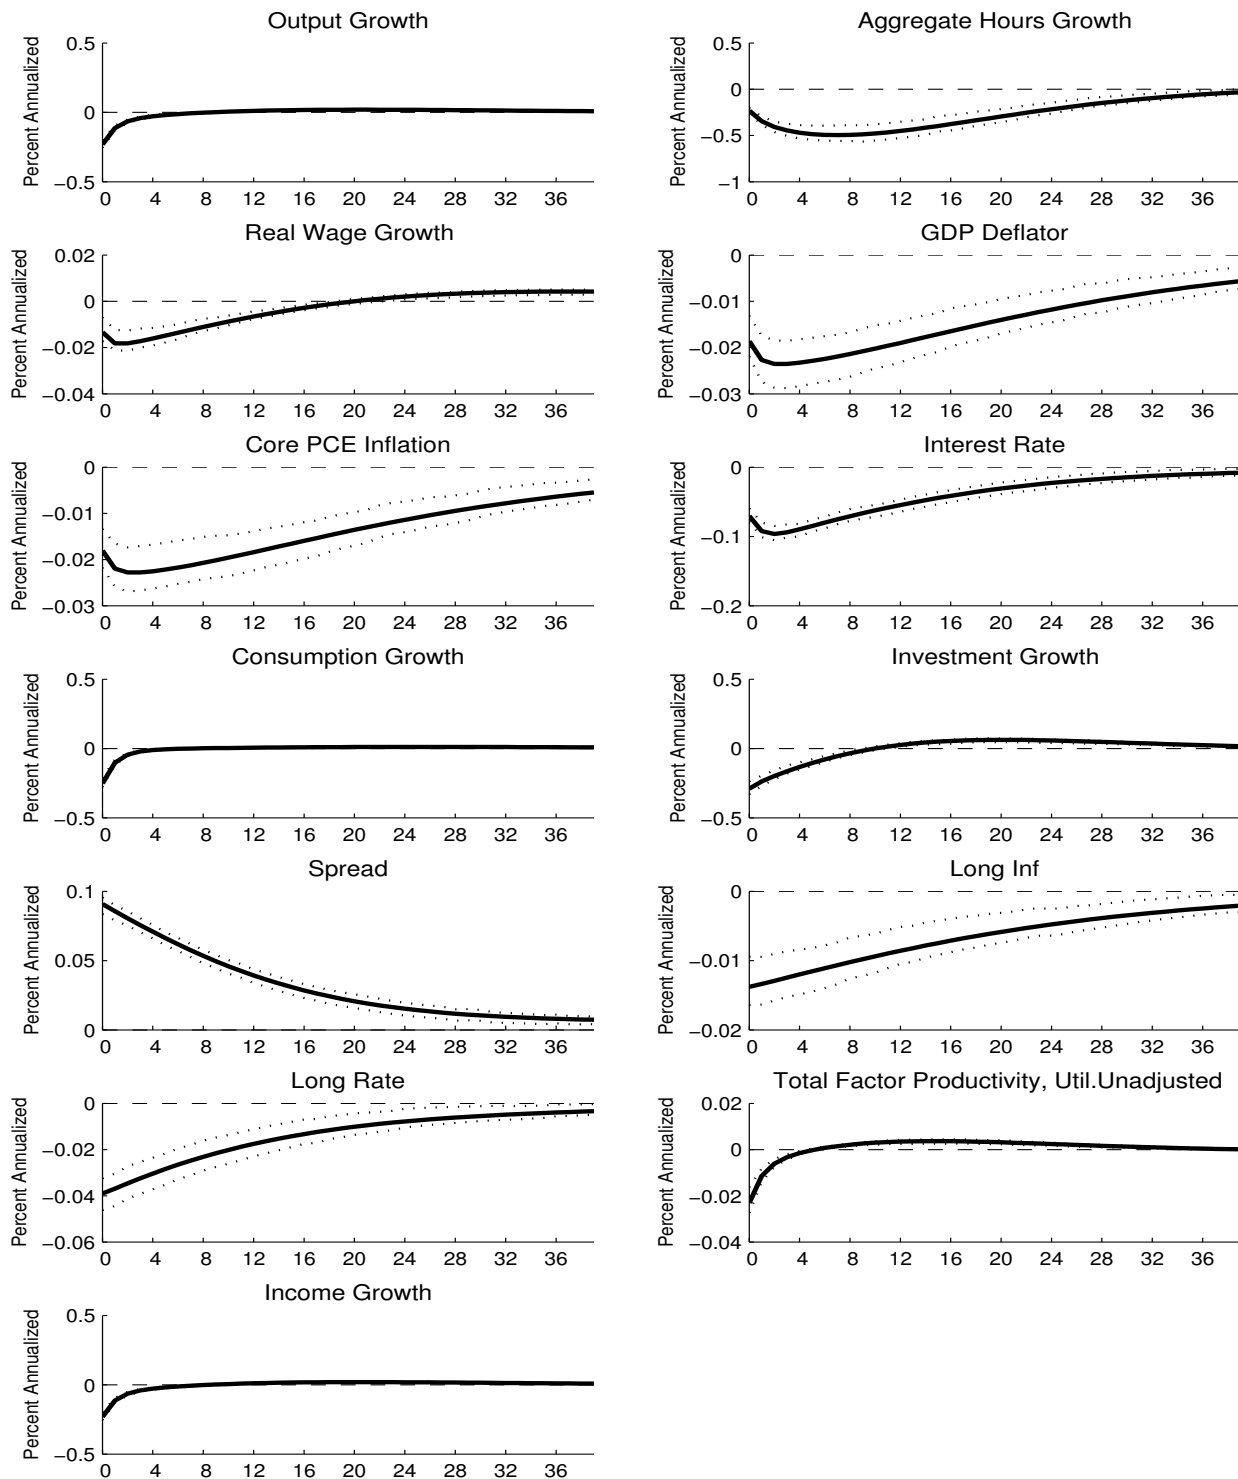 Output Growth
Percent Annualized
0.5
0
−0.5
0 4 8 12 16 20 24 28 32 36
Aggregate Hours Growth
Percent Annualized
0.5
0
−0.5
−1
0 4 8 12 16 20 24 28 32 36
Real Wage Growth
Percent Annualized
0.02
0
−0.02
−0.04
0 4 8 12 16 20 24 28 32 36
GDP Deflator
Percent Annualized
0
−0.01
−0.02
−0.03
0 4 8 12 16 20 24 28 32 36
Core PCE Inflation
Percent Annualized
0
−0.01
−0.02
−0.03
0 4 8 12 16 20 24 28 32 36
Interest Rate
Percent Annualized
0
−0.1
−0.2
0 4 8 12 16 20 24 28 32 36
Consumption Growth
Percent Annualized
0.5
0
−0.5
0 4 8 12 16 20 24 28 32 36
Investment Growth
Percent Annualized
0.5
0
−0.5
0 4 8 12 16 20 24 28 32 36
Spread
Percent Annualized
0.1
0.05
0
0 4 8 12 16 20 24 28 32 36
Long Inf
Percent Annualized
0
−0.01
−0.02
0 4 8 12 16 20 24 28 32 36
Long Rate
Percent Annualized
0
−0.02
−0.04
−0.06
0 4 8 12 16 20 24 28 32 36
Total Factor Productivity, Util.Unadjusted
Percent Annualized
0.02
0
−0.02
−0.04
0 4 8 12 16 20 24 28 32 36
Income Growth
Percent Annualized
0.5
0
−0.5
0 4 8 12 16 20 24 28 32 36